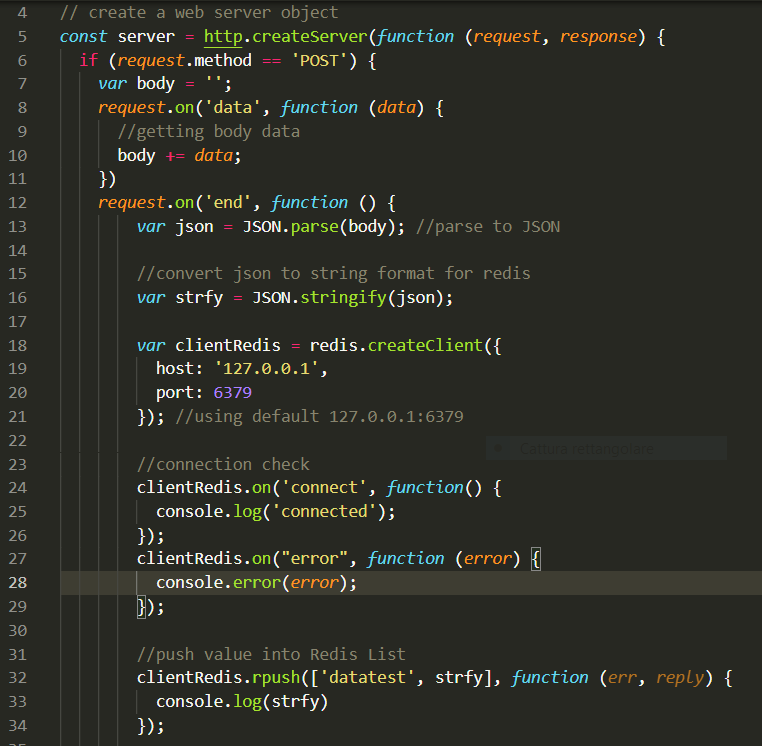 4 // create a web server object
5 const server = http.createServer(function (request, response) {
6 if (request.method == 'POST') {
7 var body = '';
8 request.on('data', function (data) {
9 //getting body data
10 body += data;
11 })
12 request.on('end', function () {
13 var json = JSON.parse(body); //parse to JSON
14
15 //convert json to string format for redis
16 var strfy = JSON.stringify(json);
17
18 var clientRedis = redis.createClient({
19 host: '127.0.0.1',
20 port: 6379
21 }); //using default 127.0.0.1:6379
22
Cattura rettangolare
23 //connection check
24 clientRedis.on('connect', function() {
25 console.log('connected');
26 });
27 clientRedis.on("error", function (error) {
28 console.error(error);
29 });
30
31 //push value into Redis List
32 clientRedis.rpush(['datatest', strfy], function (err, reply) {
33 console.log(strfy)
34 });